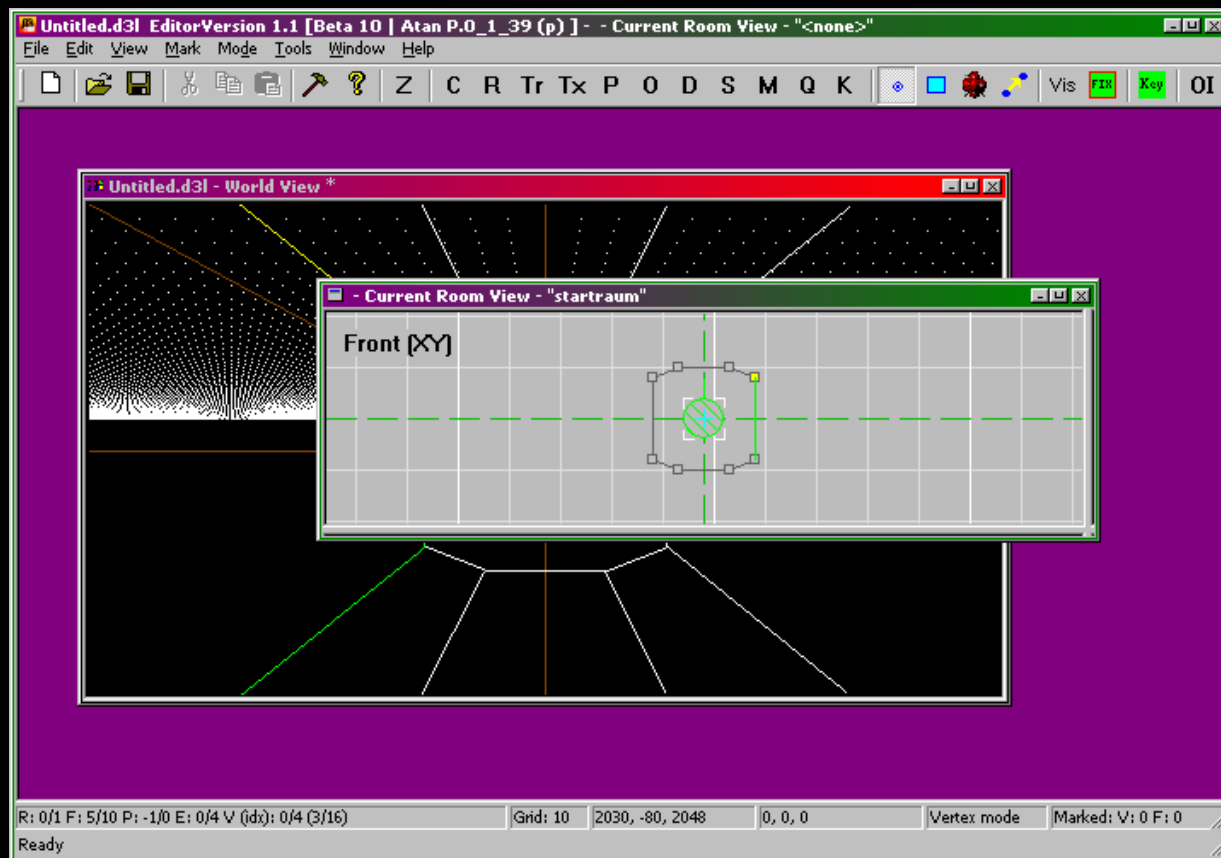 Untitled.d3l EditorVersion 1.1 [Beta 10 | Atan P.0_1_39 (p) ] - - Current Room View - "<none>"
File Edit View Mark Mode Tools Window Help
Z C R Tr Tx P O D S M Q K Vis FIX Key OI
Untitled.d3l - World View *
- Current Room View - "startraum"
Front (XY)
R: 0/1 F: 5/10 P: -1/0 E: 0/4 V (idx): 0/4 (3/16) Grid: 10 2030, -80, 2048 0, 0, 0 Vertex mode Marked: V: 0 F: 0
Ready